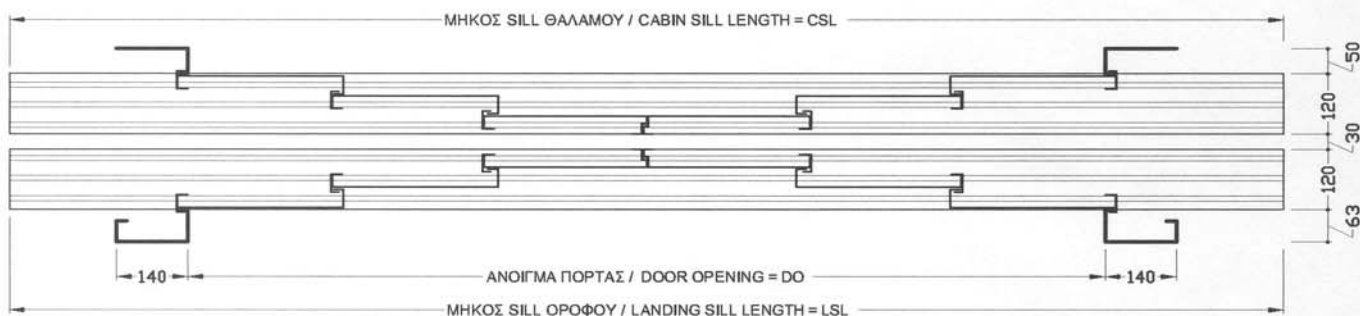 ΜΗΚΟΣ SILL ΘΑΛΑΜΟΥ / CABIN SILL LENGTH = CSL
50
120
30
120
63
140
ΑΝΟΙΓΜΑ ΠΟΡΤΑΣ / DOOR OPENING = DO
140
ΜΗΚΟΣ SILL ΟΡΟΦΟΥ / LANDING SILL LENGTH = LSL